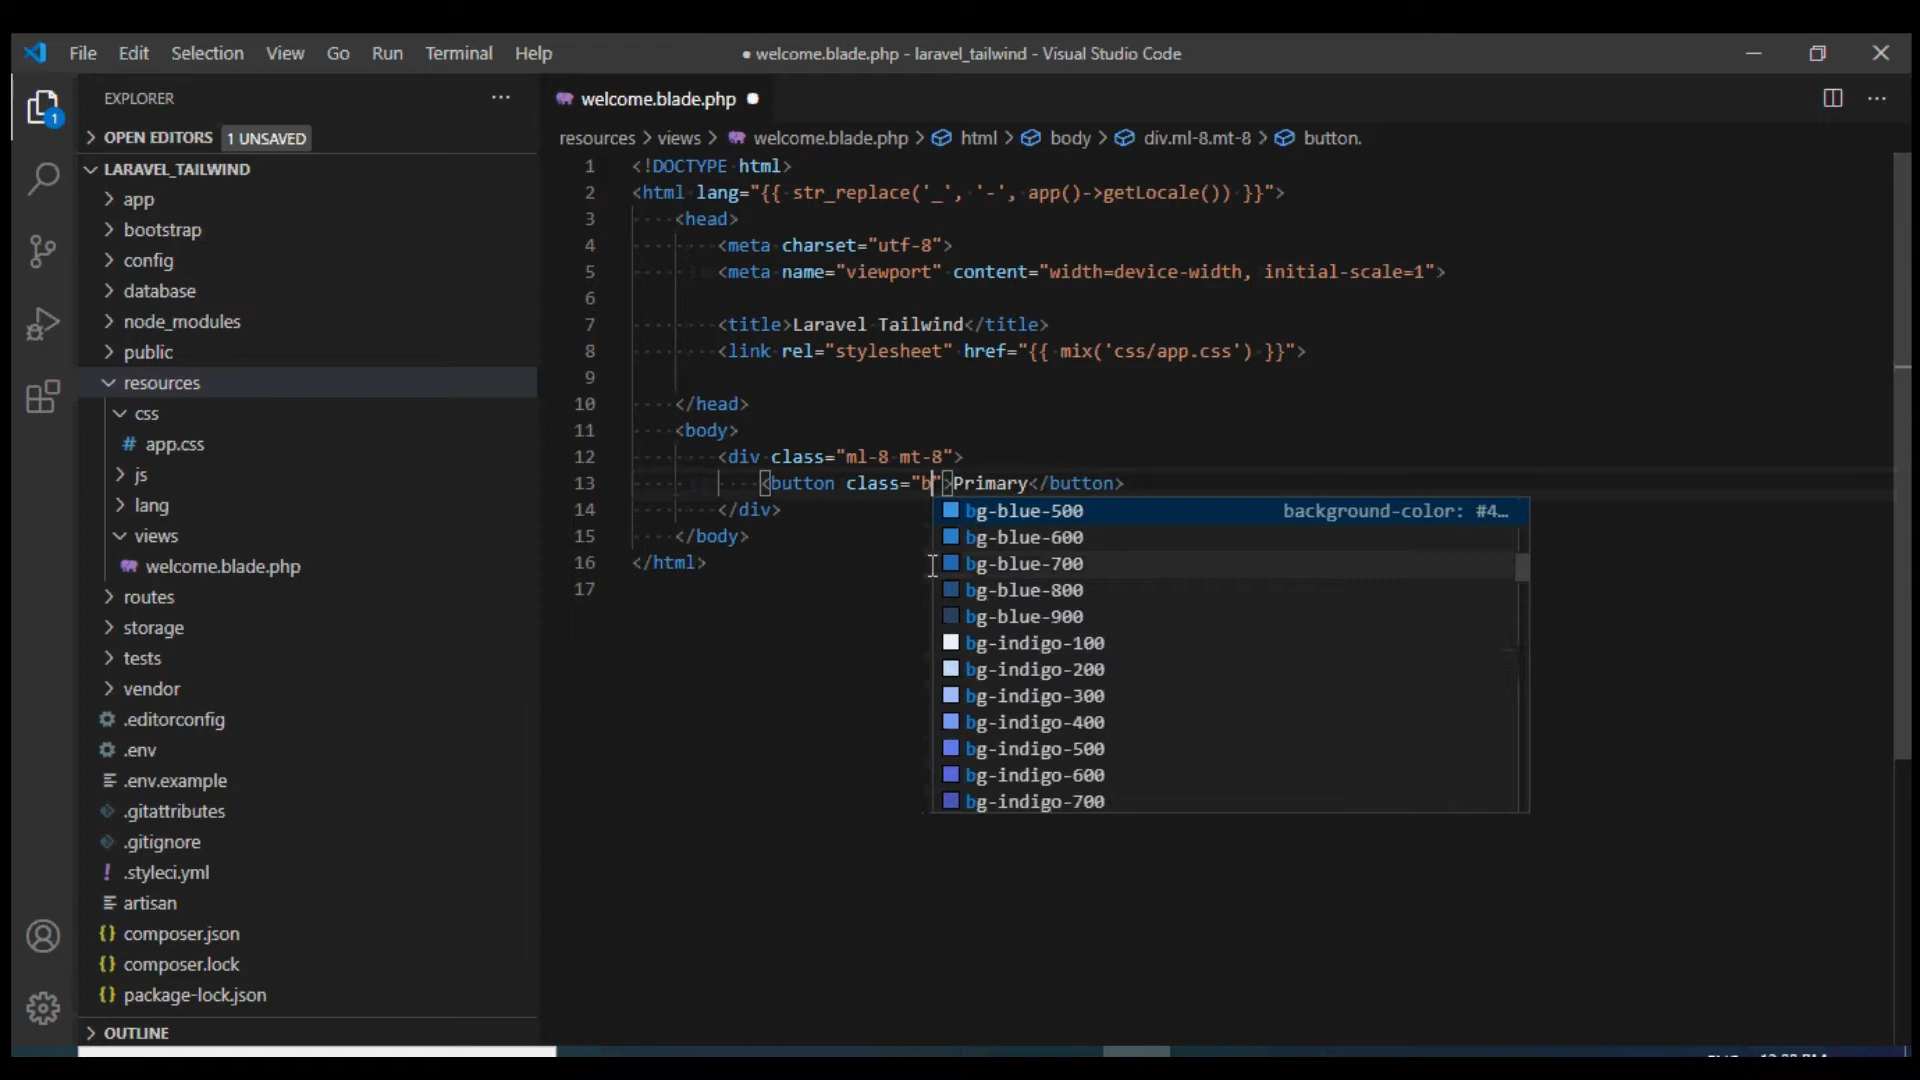 File Edit Selection View Go Run Terminal Help
● welcome.blade.php - laravel_tailwind - Visual Studio Code
1
EXPLORER
OPEN EDITORS 1 UNSAVED
LARAVEL_TAILWIND
app
bootstrap
config
database
node_modules
public
resources
css
# app.css
js
lang
views
welcome.blade.php
routes
storage
tests
vendor
.editorconfig
.env
.env.example
.gitattributes
.gitignore
! .styleci.yml
artisan
{} composer.json
{} composer.lock
{} package-lock.json
OUTLINE
welcome.blade.php
resources > views > welcome.blade.php > html > body > div.ml-8.mt-8 > button.
1 <!DOCTYPE html>
2 <html lang="{{ str_replace('_', '-', app()->getLocale()) }}">
3 <head>
4 <meta charset="utf-8">
5 <meta name="viewport" content="width=device-width, initial-scale=1">
6
7 <title>Laravel Tailwind</title>
8 <link rel="stylesheet" href="{{ mix('css/app.css') }}">
9
10 </head>
11 <body>
12 <div class="ml-8 mt-8">
13 <button class="b">Primary</button>
14 </div>
15 </body>
16 </html>
17
bg-blue-500 background-color: #4…
bg-blue-600
bg-blue-700
bg-blue-800
bg-blue-900
bg-indigo-100
bg-indigo-200
bg-indigo-300
bg-indigo-400
bg-indigo-500
bg-indigo-600
bg-indigo-700